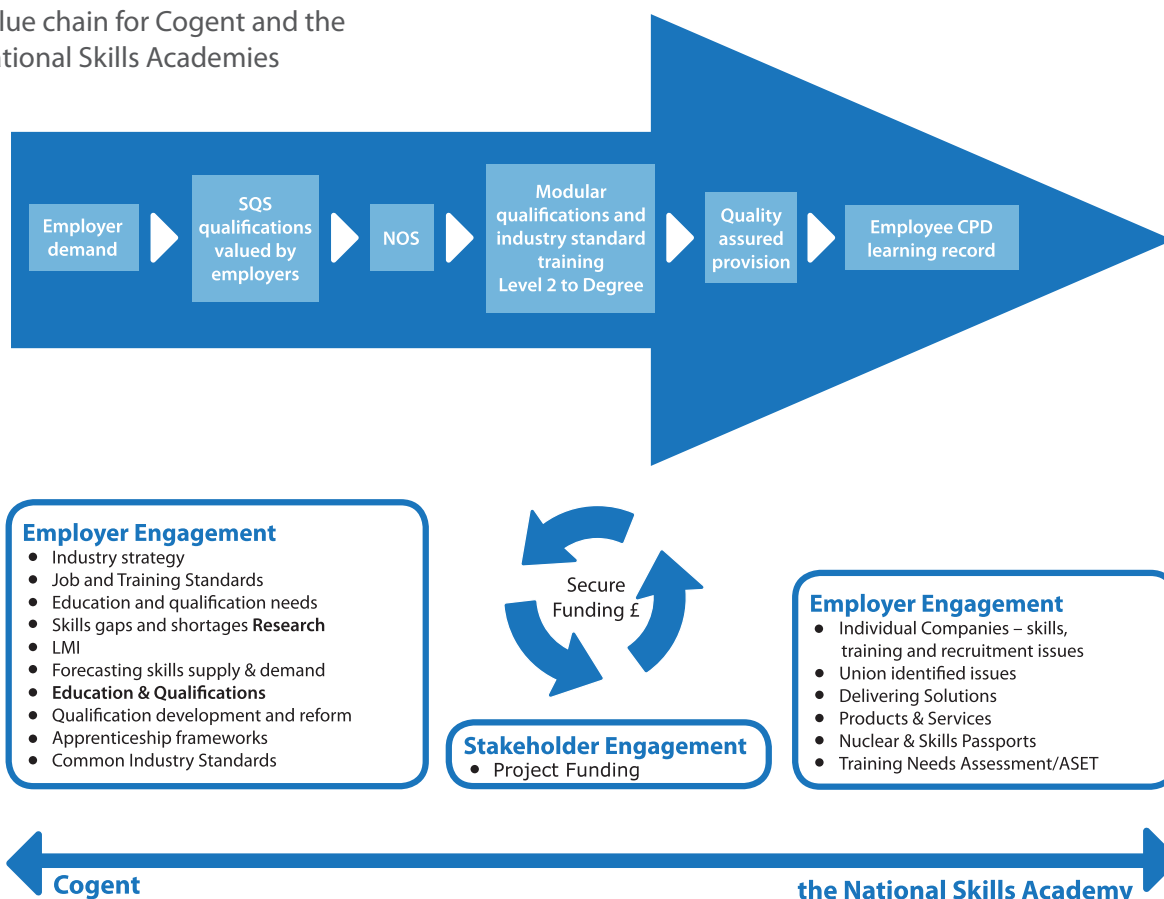 lue chain for Cogent and the
tional Skills Academies
Employer
demand
SQS
qualifications
valued by
employers
NOS
Modular
qualifications and
industry standard
training
Level 2 to Degree
Quality
assured
provision
Employee CPD
learning record
Employer Engagement
• Industry strategy
• Job and Training Standards
• Education and qualification needs
• Skills gaps and shortages Research
• LMI
• Forecasting skills supply & demand
• Education & Qualifications
• Qualification development and reform
• Apprenticeship frameworks
• Common Industry Standards
Secure
Funding £
Stakeholder Engagement
• Project Funding
Employer Engagement
• Individual Companies – skills,
training and recruitment issues
• Union identified issues
• Delivering Solutions
• Products & Services
• Nuclear & Skills Passports
• Training Needs Assessment/ASET
Cogent
the National Skills Academy